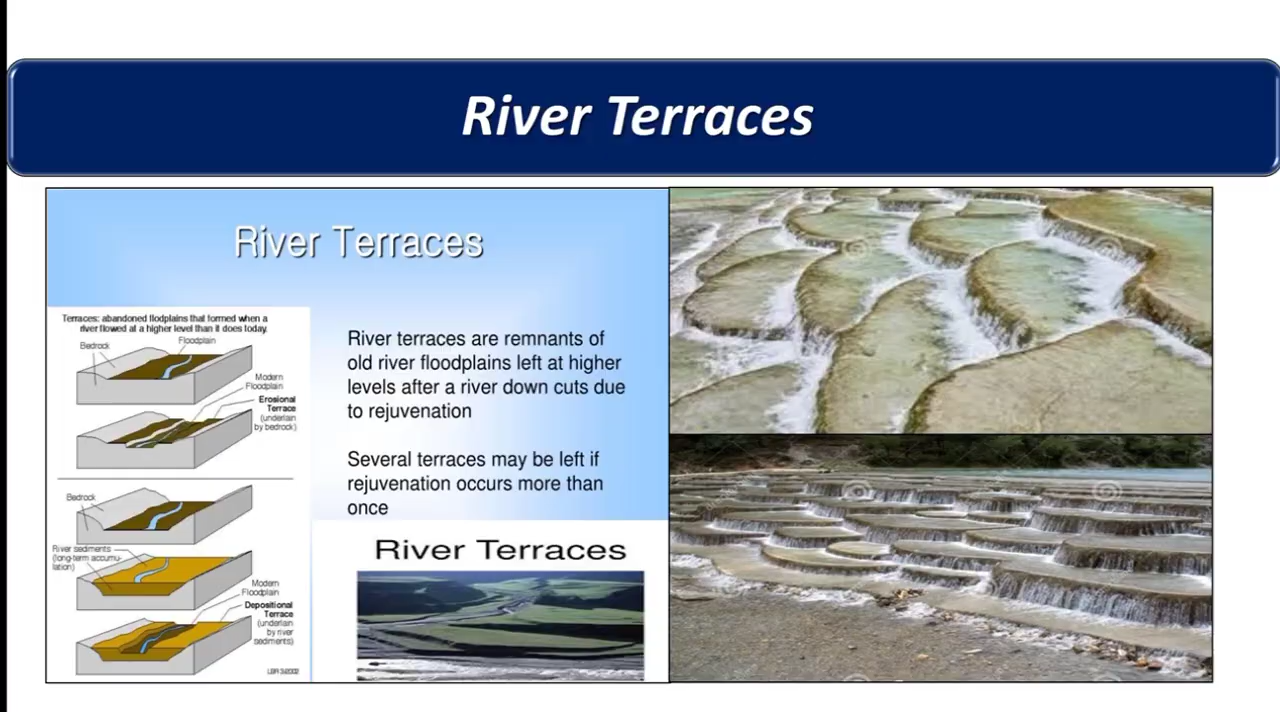 River Terraces
River Terraces
Terraces: abandoned flodplains that formed when a
river flowed at a higher level than it does today.
Bedrock
Floodplain
Modern
Floodplain
Erosional
Terrace
(underlain
by bedrock)
River terraces are remnants of
old river floodplains left at higher
levels after a river down cuts due
to rejuvenation
Several terraces may be left if
rejuvenation occurs more than
once
Bedrock
River sediments
(long-term accumu-
lation)
Modern
Floodplain
Depositional
Terrace
(underlain
by river
sediments)
River Terraces